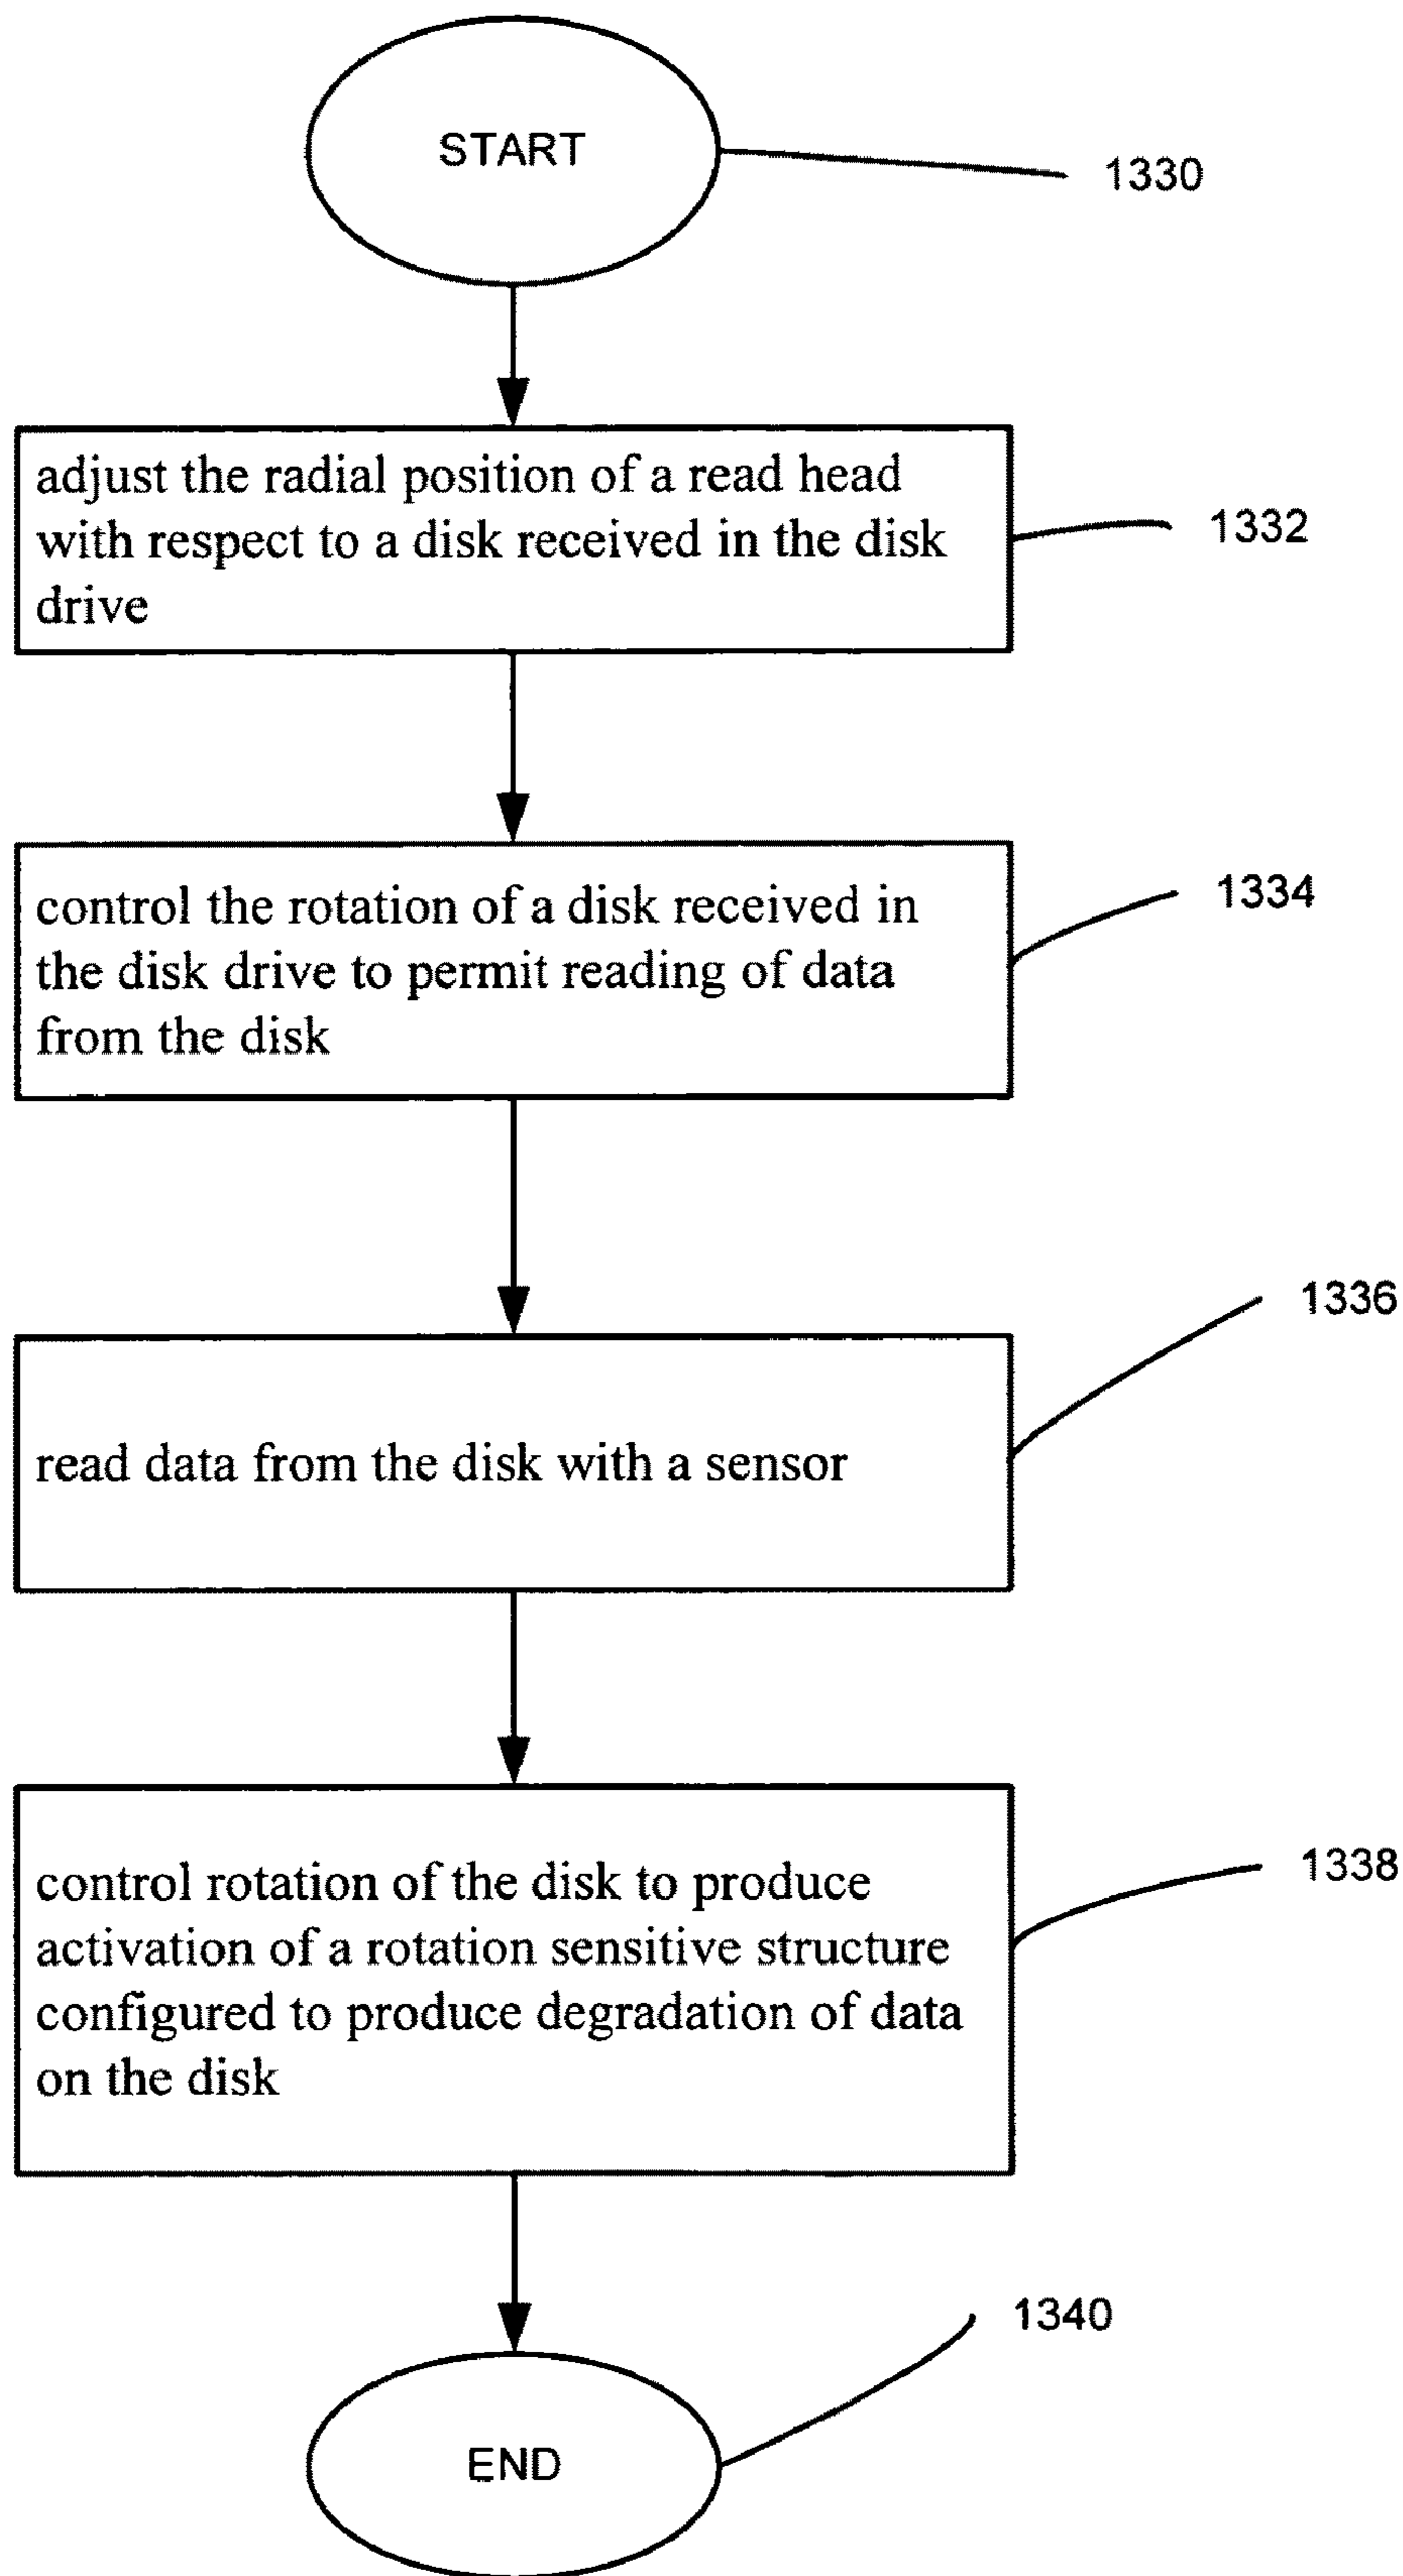 START
1330
adjust the radial position of a read head
with respect to a disk received in the disk
drive
1332
control the rotation of a disk received in
the disk drive to permit reading of data
from the disk
1334
1336
read data from the disk with a sensor
control rotation of the disk to produce
activation of a rotation sensitive structure
configured to produce degradation of data
on the disk
1338
1340
END